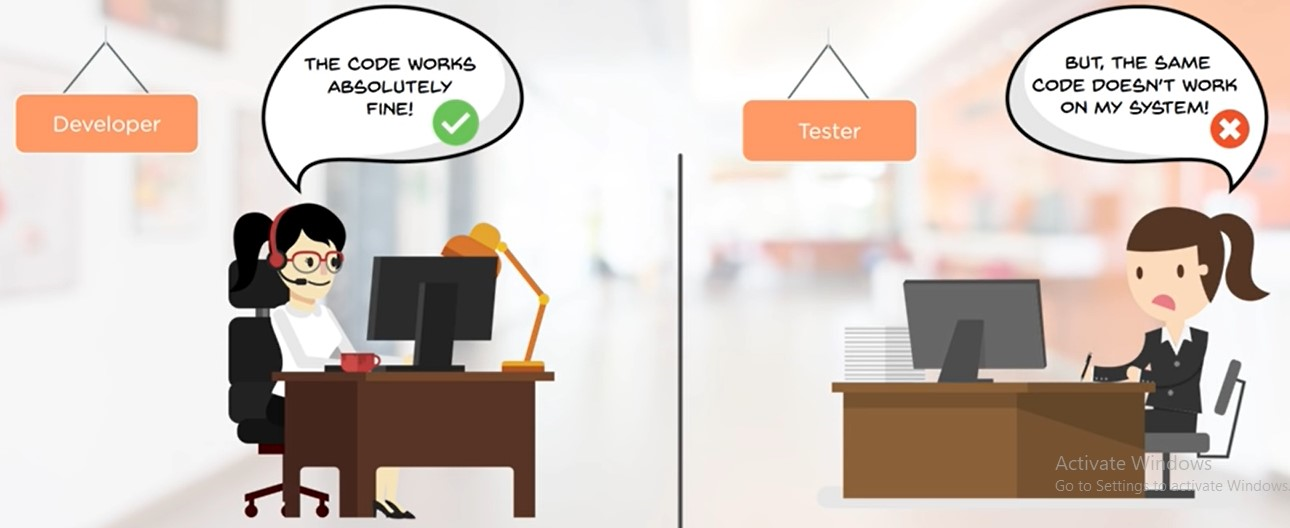 Developer
THE CODE WORKS
ABSOLUTELY
FINE!
Tester
BUT, THE SAME
CODE DOESN'T WORK
ON MY SYSTEM!
Activate Windows
Go to Settings to activate Windows.